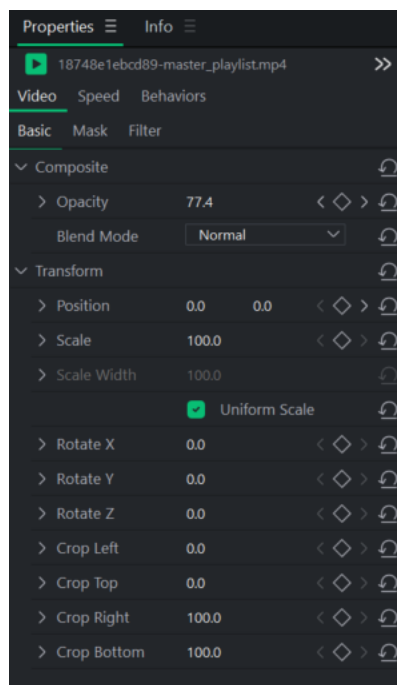 Properties Info
18748e1ebcd89-master_playlist.mp4
Video Speed Behaviors
Basic Mask Filter
Composite
Opacity 77.4
Blend Mode Normal
Transform
Position 0.0 0.0
Scale 100.0
Scale Width 100.0
Uniform Scale
Rotate X 0.0
Rotate Y 0.0
Rotate Z 0.0
Crop Left 0.0
Crop Top 0.0
Crop Right 100.0
Crop Bottom 100.0